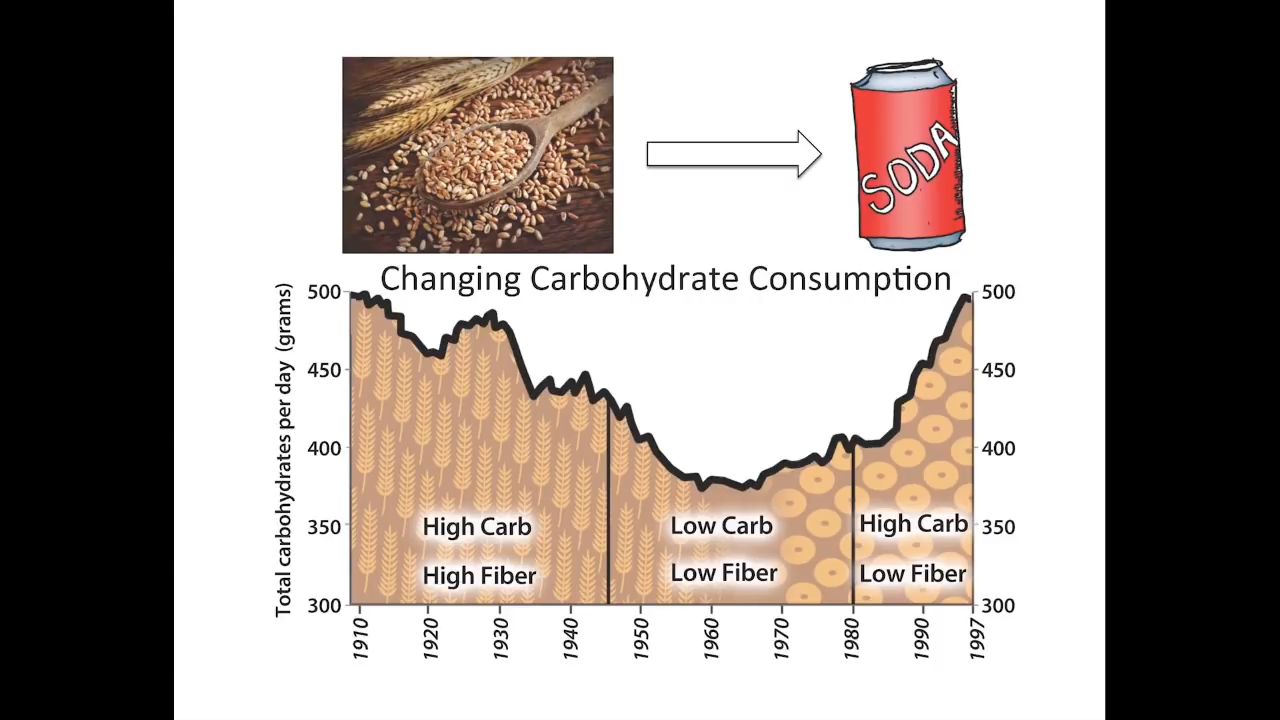 SODA
Changing Carbohydrate Consumption
Total carbohydrates per day (grams)
500
450
400
350
300
500
450
400
350
300
High Carb
High Fiber
Low Carb
Low Fiber
High Carb
Low Fiber
1910
1920
1930
1940
1950
1960
1970
1980
1990
1997